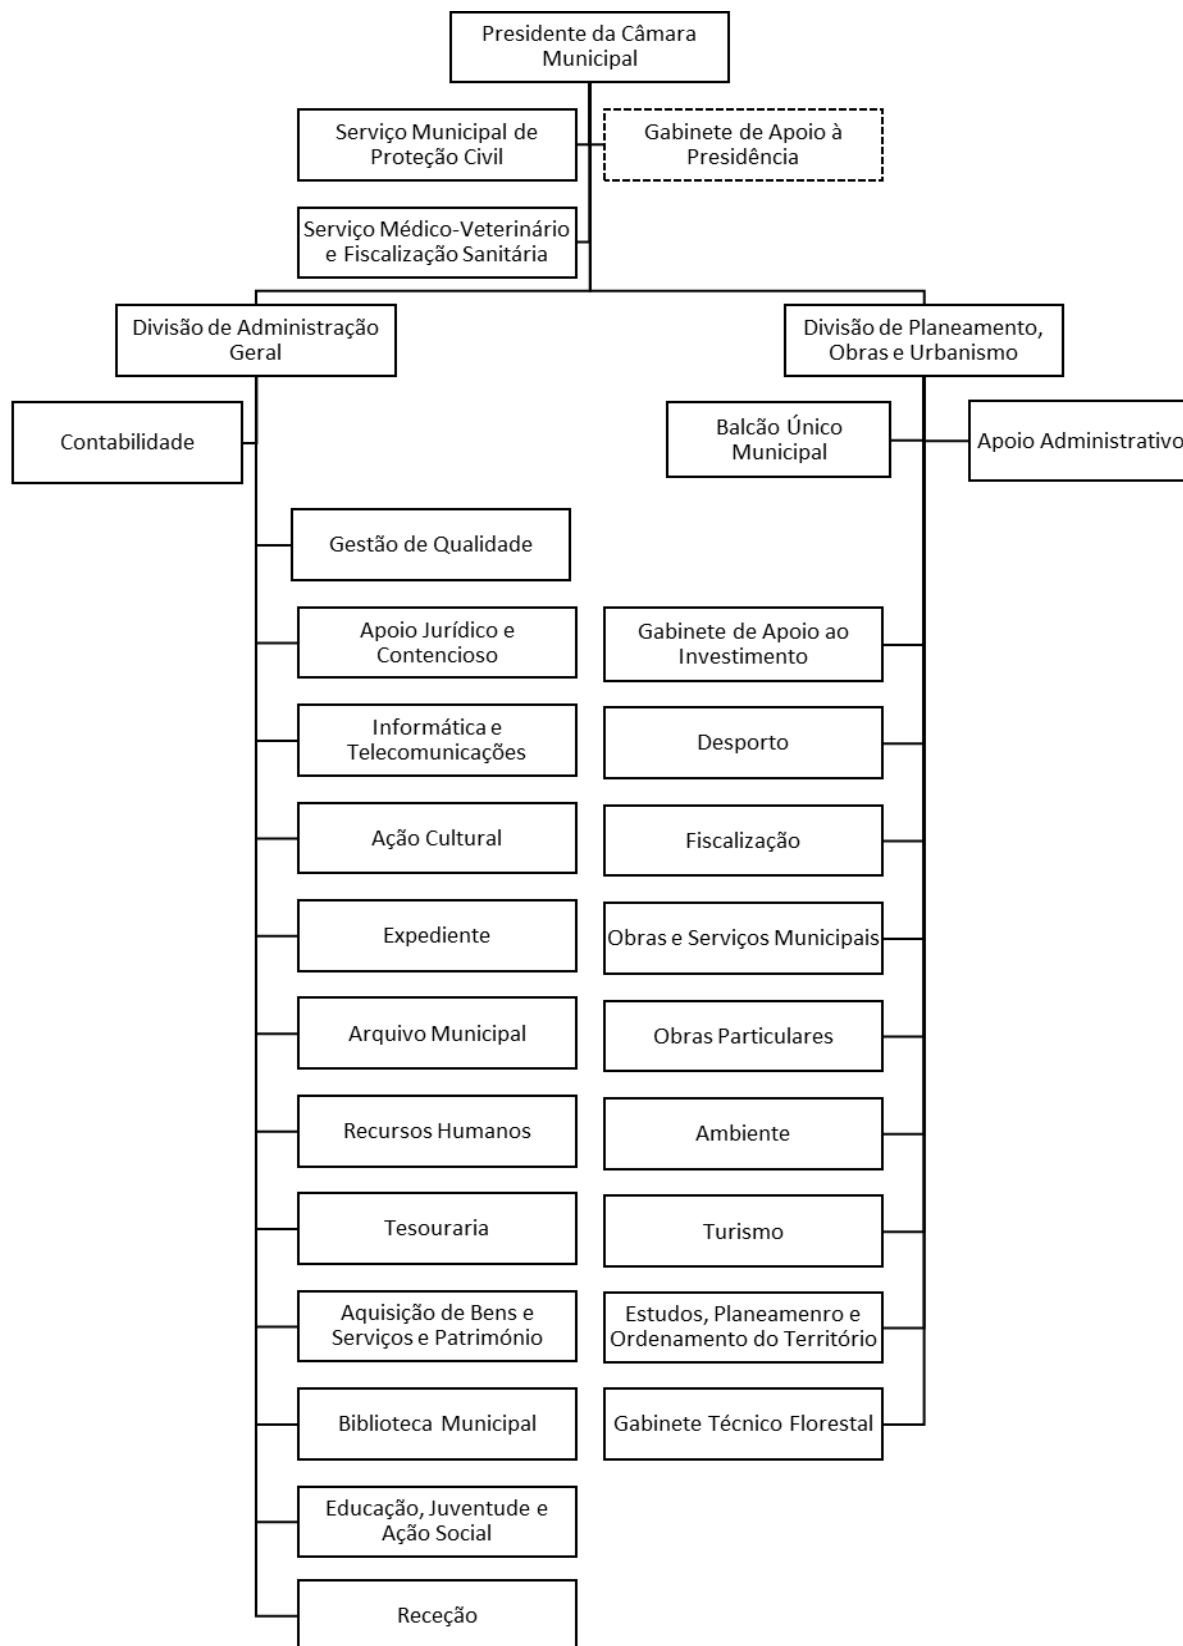 Presidente da Câmara
Municipal
Serviço Municipal de
Proteção Civil
Gabinete de Apoio à
Presidência
Serviço Médico-Veterinário
e Fiscalização Sanitária
Divisão de Administração
Geral
Divisão de Planeamento,
Obras e Urbanismo
Contabilidade
Balcão Único
Municipal
Apoio Administrativo
Gestão de Qualidade
Apoio Jurídico e
Contencioso
Gabinete de Apoio ao
Investimento
Informática e
Telecomunicações
Desporto
Ação Cultural
Fiscalização
Expediente
Obras e Serviços Municipais
Arquivo Municipal
Obras Particulares
Recursos Humanos
Ambiente
Tesouraria
Turismo
Aquisição de Bens e
Serviços e Património
Estudos, Planeamenro e
Ordenamento do Território
Biblioteca Municipal
Gabinete Técnico Florestal
Educação, Juventude e
Ação Social
Receção